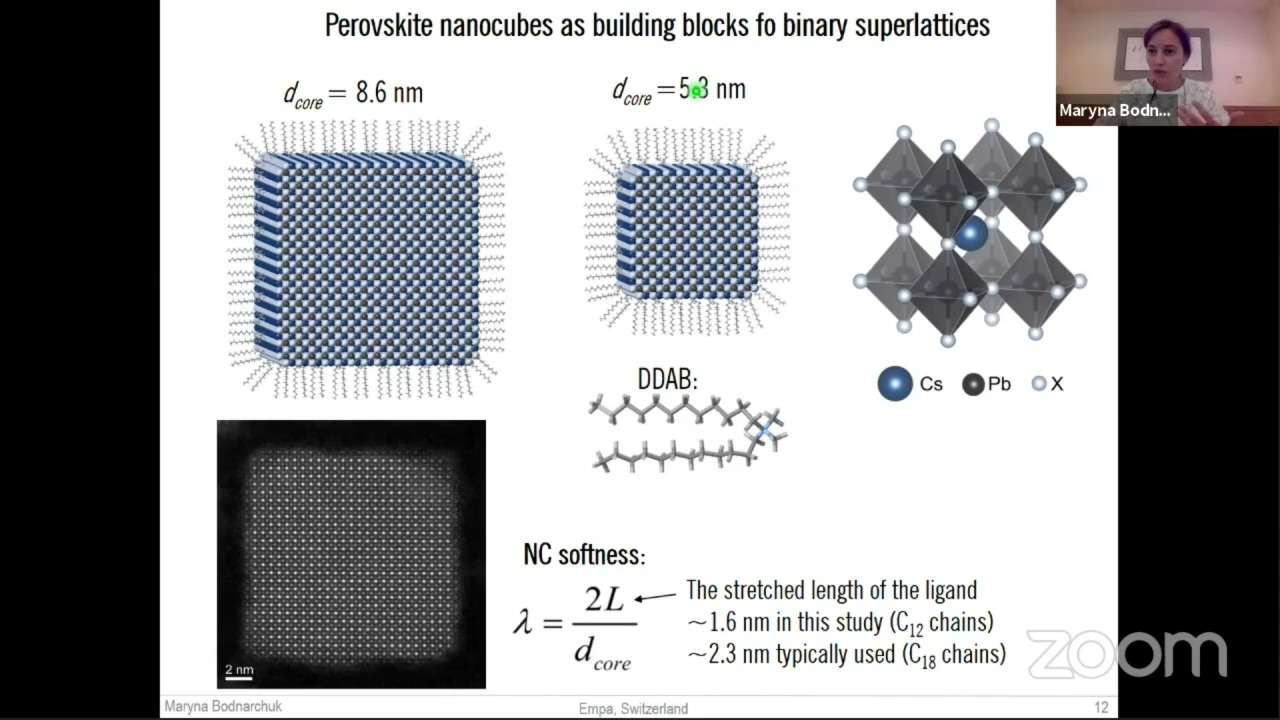 Perovskite nanocubes as building blocks fo binary superlattices
d_core = 8.6 nm
d_core = 5.3 nm
Maryna Bodn...
Cs Pb X
DDAB:
NC softness:
λ = 2L / d_core
The stretched length of the ligand
~1.6 nm in this study (C₁₂ chains)
~2.3 nm typically used (C₁₈ chains)
2 nm
zoom
Maryna Bodnarchuk
Empa, Switzerland
12